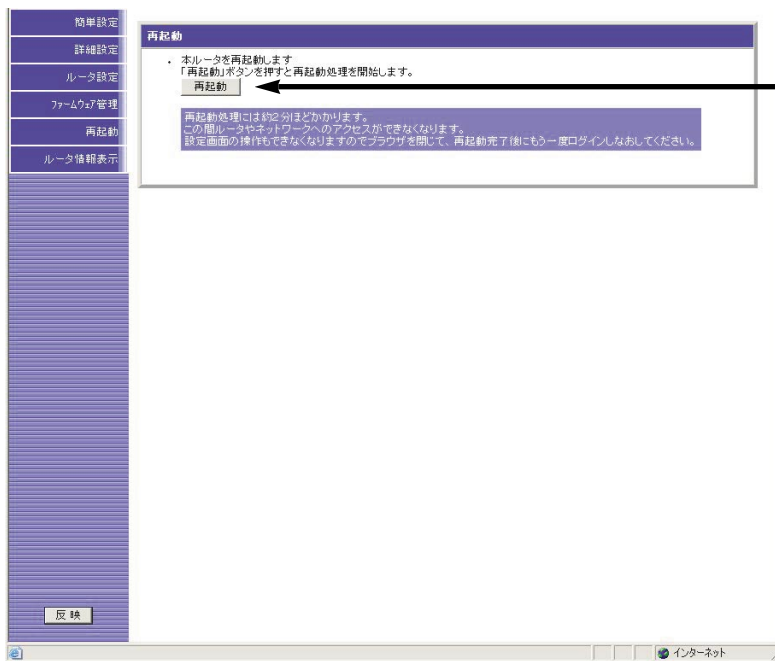 簡単設定
詳細設定
ルータ設定
ファームウェア管理
再起動
ルータ情報表示
再起動
・ 本ルータを再起動します
「再起動」ボタンを押すと再起動処理を開始します。
再起動
再起動処理には約2分ほどかかります。
この間ルータやネットワークへのアクセスができなくなります。
設定画面の操作もできなくなりますのでブラウザを閉じて、再起動完了後にもう一度ログインしなおしてください。
反映
インターネット